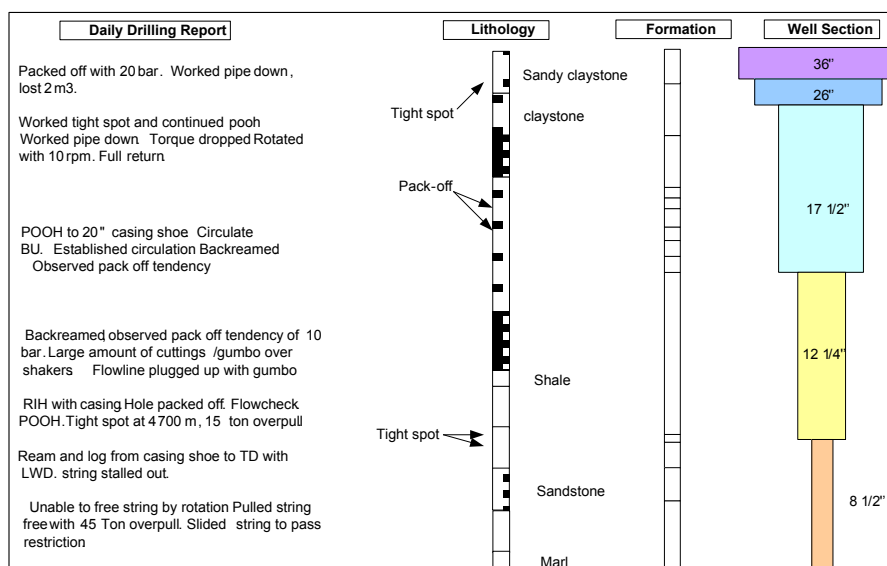 Daily Drilling Report
Lithology
Formation
Well Section
Packed off with 20 bar. Worked pipe down,
lost 2 m3.
Worked tight spot and continued pooh
Worked pipe down. Torque dropped Rotated
with 10 rpm. Full return.
POOH to 20" casing shoe. Circulate
BU. Established circulation Backreamed
Observed pack off tendency
Backreamed, observed pack off tendency of 10
bar. Large amount of cuttings /gumbo over
shakers. Flowline plugged up with gumbo
RIH with casing. Hole packed off. Flowcheck.
POOH. Tight spot at 4700 m, 15 ton overpull
Ream and log from casing shoe to TD with
LWD. string stalled out.
Unable to free string by rotation Pulled string
free with 45 Ton overpull. Slided string to pass
restriction
Tight spot
Pack-off
Tight spot
Sandy claystone
claystone
Shale
Sandstone
Marl
36"
26"
17 1/2"
12 1/4"
8 1/2"